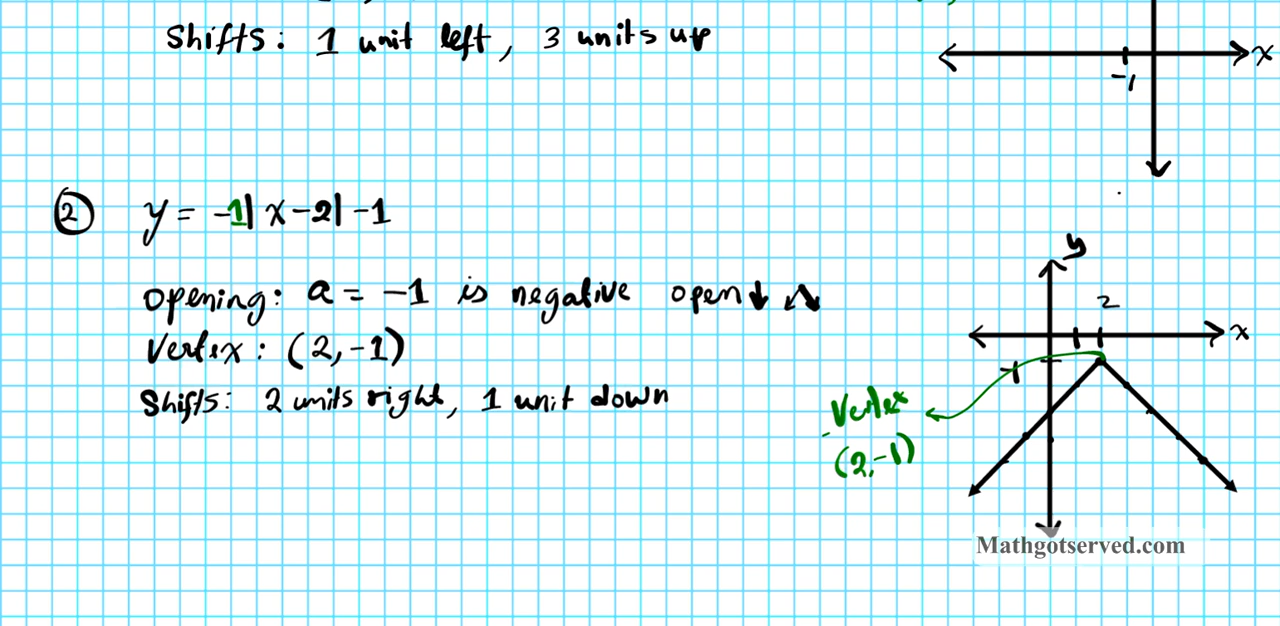 Shifts: 1 unit left, 3 units up
x
-1
② y = -1|x-2| -1
y
opening: a = -1 is negative open↓
2
x
Vertex: (2,-1)
-1
Shifts: 2 units right, 1 unit down
Vertex
(2,-1)
Mathgotserved.com